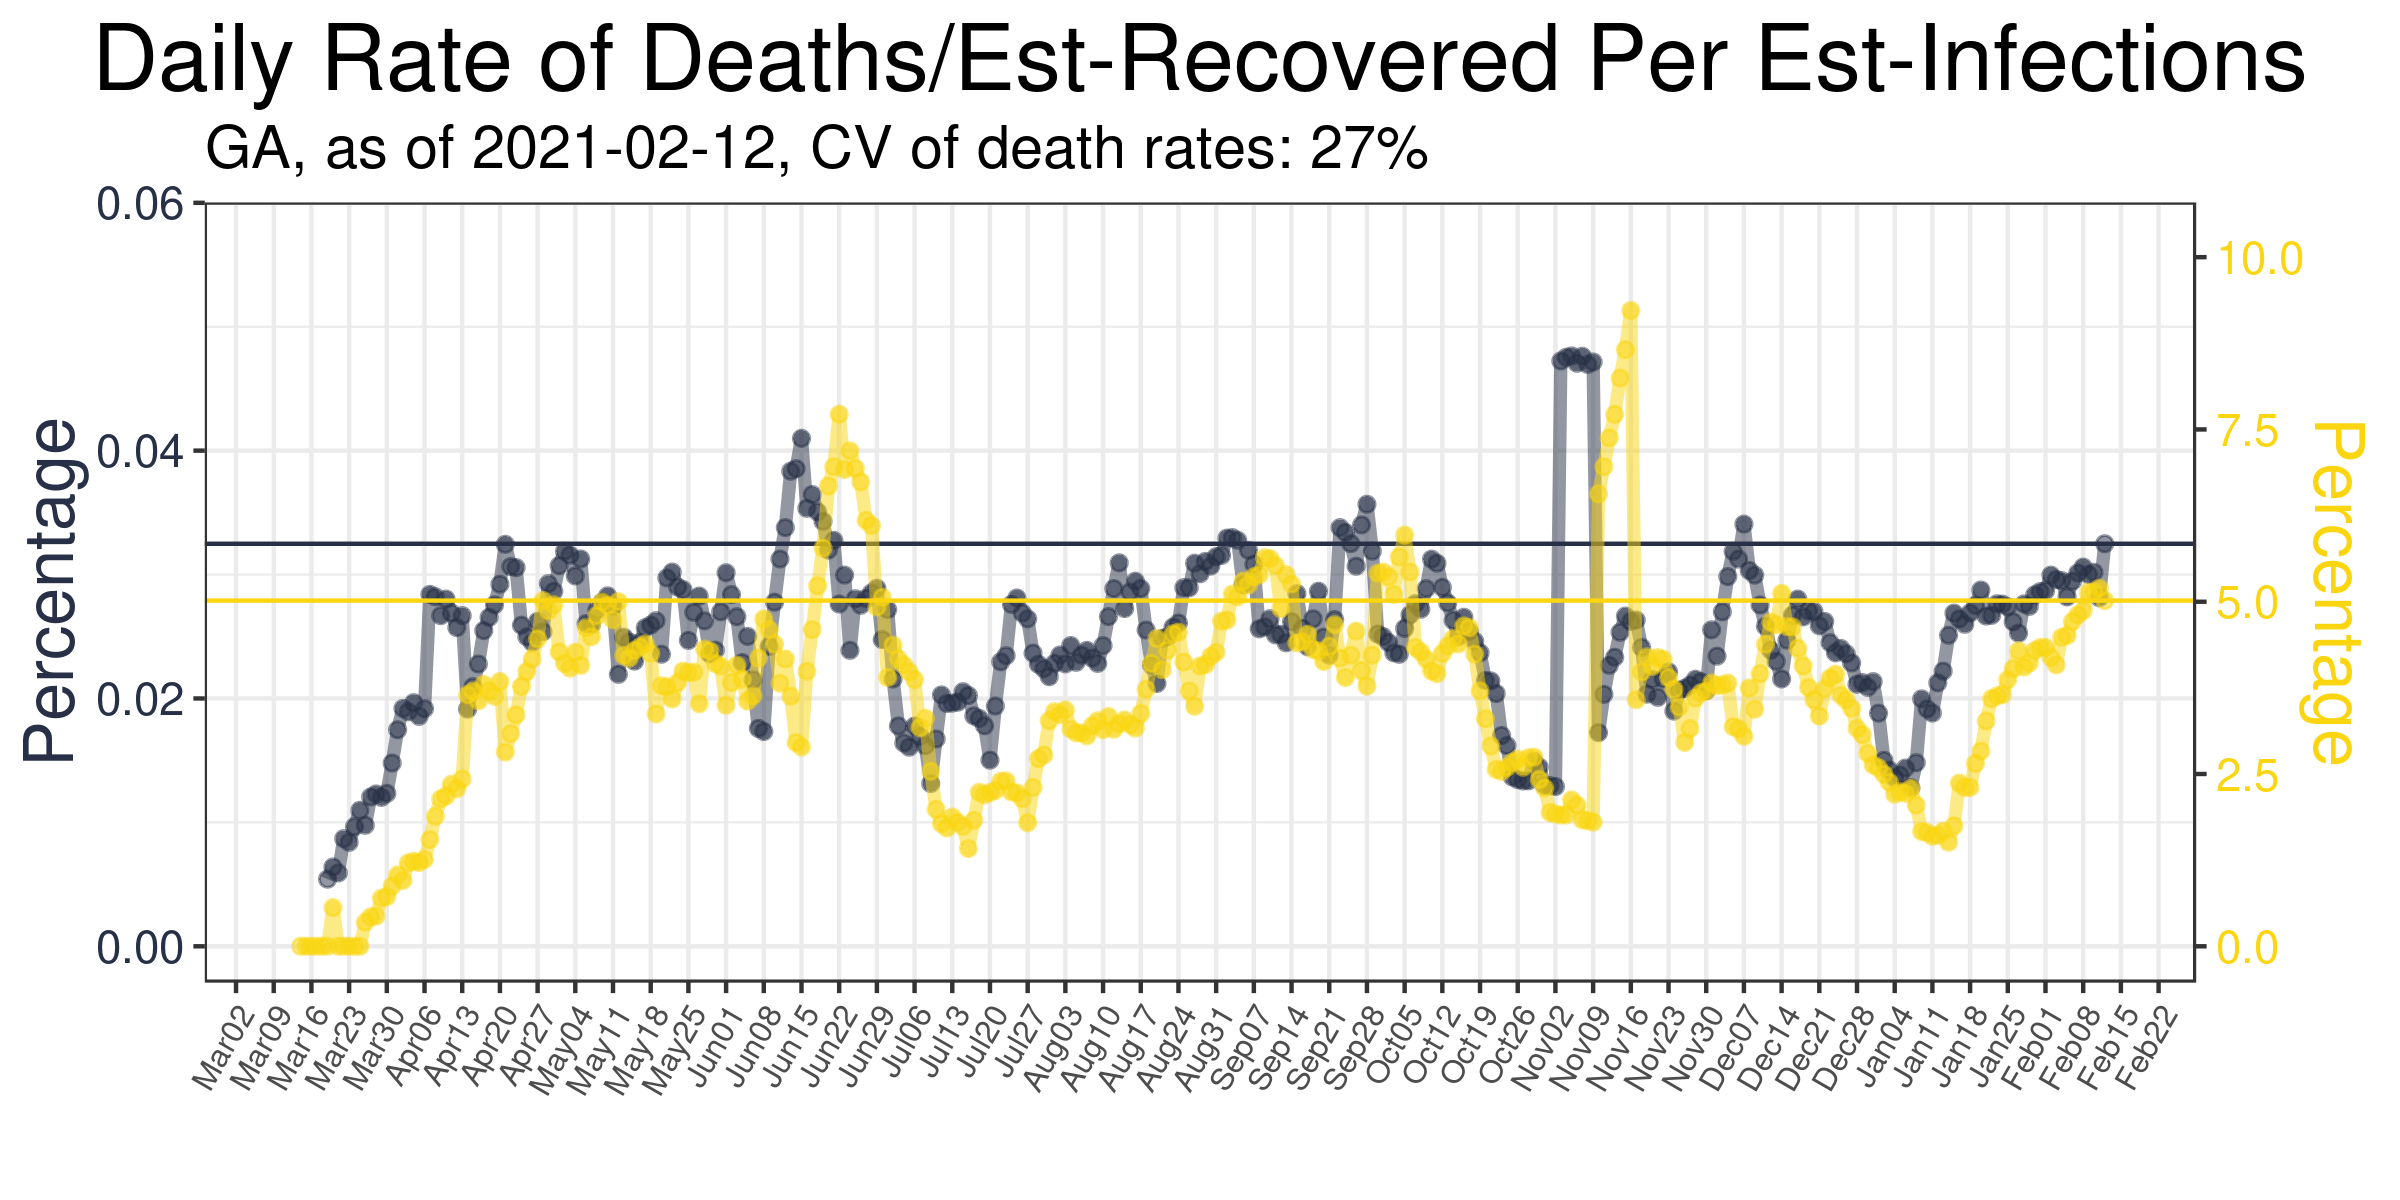 Daily Rate of Deaths/Est-Recovered Per Est-Infections
GA, as of 2021-02-12, CV of death rates: 27%
Percentage
0.06
0.04
0.02
0.00
10.0
7.5
5.0
2.5
0.0
Percentage
Mar02
Mar09
Mar16
Mar23
Mar30
Apr06
Apr13
Apr20
Apr27
May04
May11
May18
May25
Jun01
Jun08
Jun15
Jun22
Jun29
Jul06
Jul13
Jul20
Jul27
Aug03
Aug10
Aug17
Aug24
Aug31
Sep07
Sep14
Sep21
Sep28
Oct05
Oct12
Oct19
Oct26
Nov02
Nov09
Nov16
Nov23
Nov30
Dec07
Dec14
Dec21
Dec28
Jan04
Jan11
Jan18
Jan25
Feb01
Feb08
Feb15
Feb22